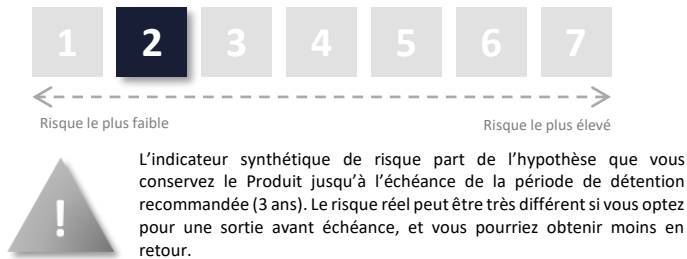 1 2 3 4 5 6 7
Risque le plus faible Risque le plus élevé
L'indicateur synthétique de risque part de l'hypothèse que vous
conservez le Produit jusqu'à l'échéance de la période de détention
recommandée (3 ans). Le risque réel peut être très différent si vous optez
pour une sortie avant échéance, et vous pourriez obtenir moins en
retour.
!